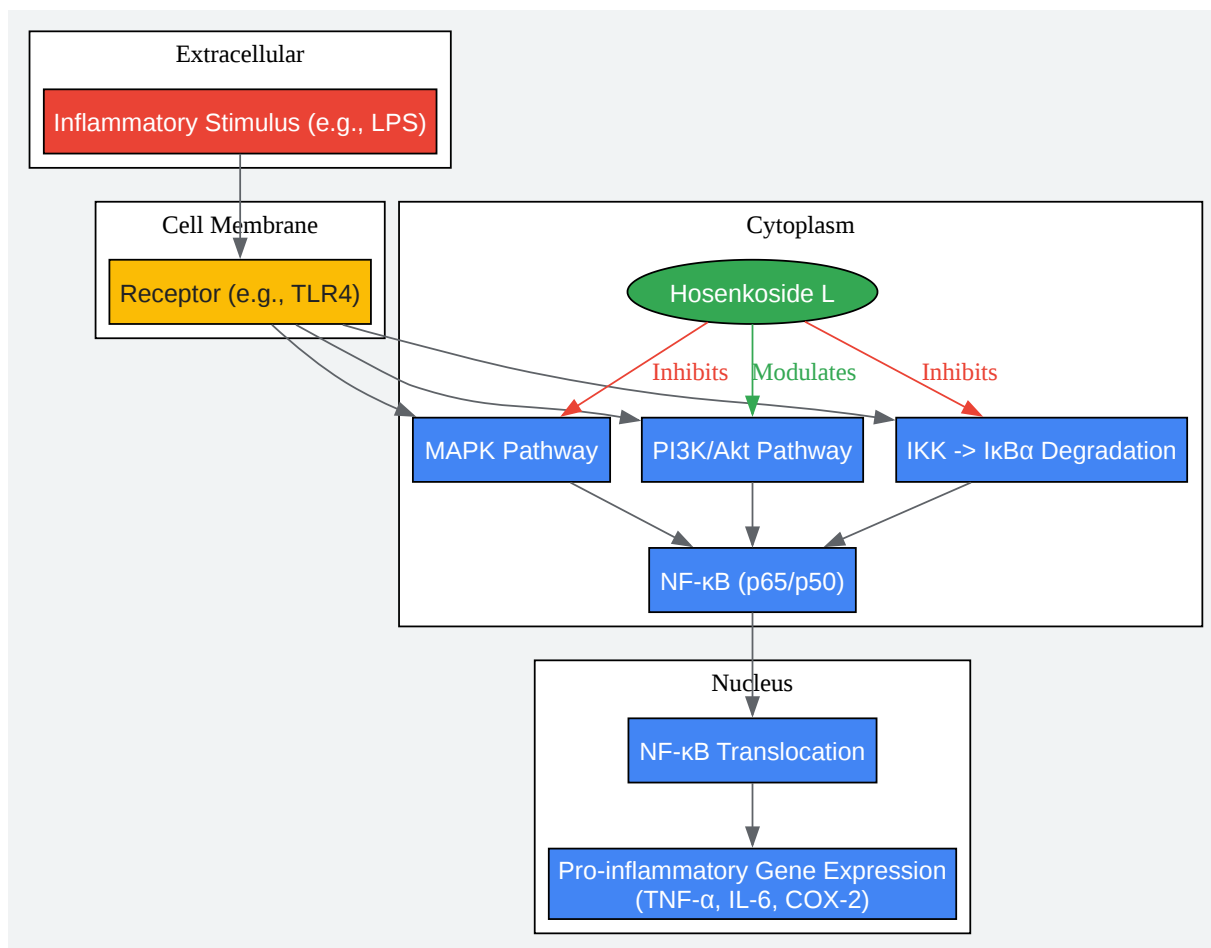 Extracellular
Inflammatory Stimulus (e.g., LPS)
Cell Membrane
Receptor (e.g., TLR4)
Cytoplasm
Hosenkoside L
Inhibits
Modulates
Inhibits
MAPK Pathway
PI3K/Akt Pathway
IKK -> IκBα Degradation
NF-κB (p65/p50)
Nucleus
NF-κB Translocation
Pro-inflammatory Gene Expression
(TNF-α, IL-6, COX-2)